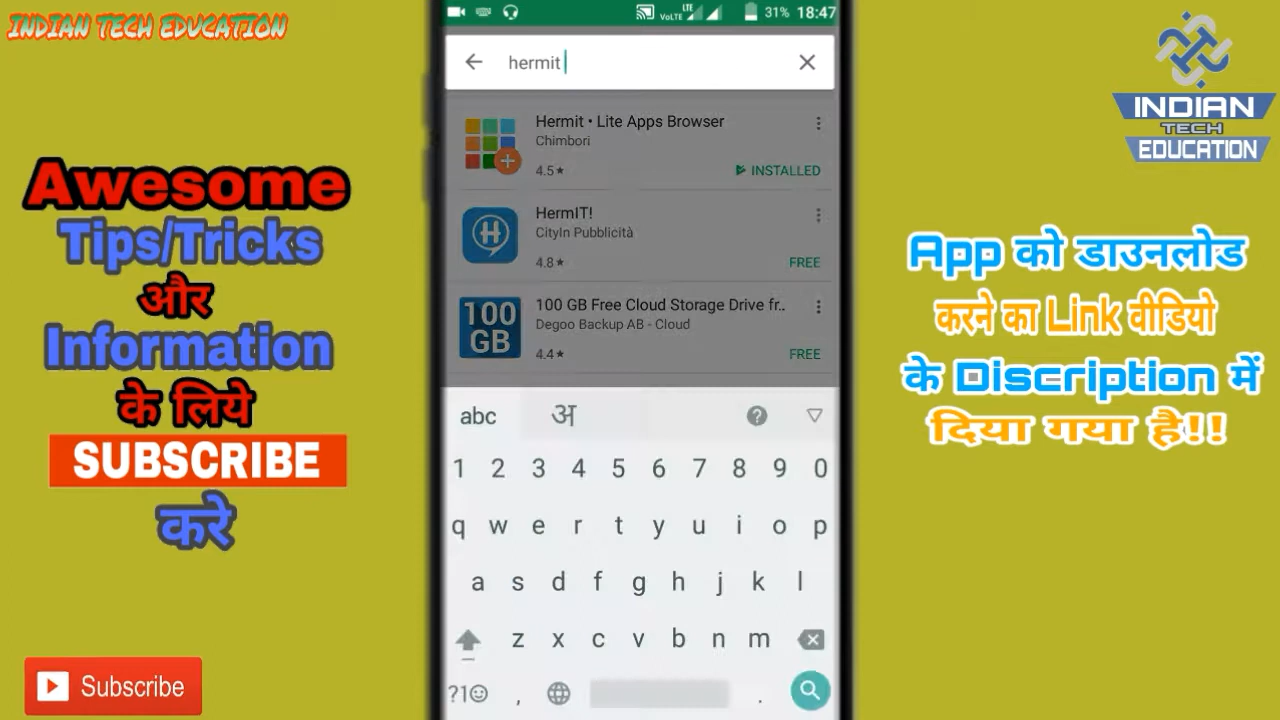 INDIAN TECH EDUCATION
Awesome
Tips/Tricks
और
Information
के लिये
SUBSCRIBE
करे
Subscribe
VoLTE LTE 31% 18:47
hermit
Hermit • Lite Apps Browser
Chimbori
4.5★ INSTALLED
HermIT!
CityIn Pubblicità
4.8★ FREE
100 GB
100 GB Free Cloud Storage Drive fr..
Degoo Backup AB - Cloud
4.4★ FREE
abc अ
1 2 3 4 5 6 7 8 9 0
q w e r t y u i o p
a s d f g h j k l
z x c v b n m
?1☺ , .
INDIAN
TECH
EDUCATION
App को डाउनलोड
करने का Link वीडियो
के Discription में
दिया गया है!!